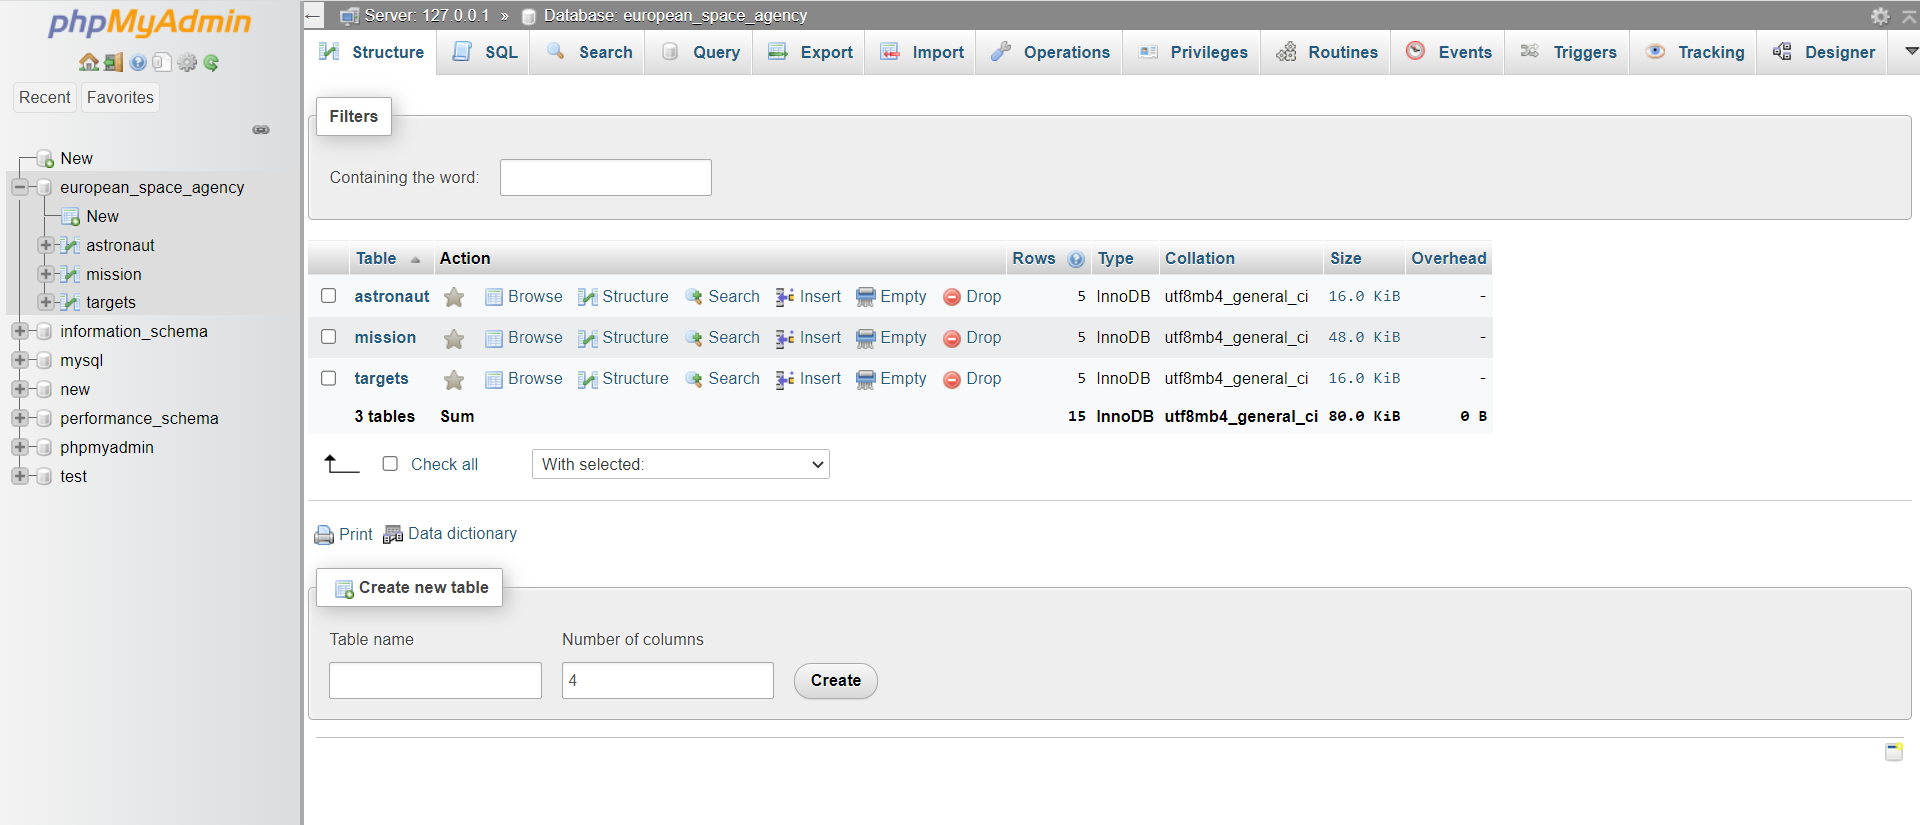 phpMyAdmin
Recent Favorites
New
european_space_agency
New
astronaut
mission
targets
information_schema
mysql
new
performance_schema
phpmyadmin
test
Server: 127.0.0.1 » Database: european_space_agency
Structure SQL Search Query Export Import Operations Privileges Routines Events Triggers Tracking Designer
Filters
Containing the word:
Table Action Rows Type Collation Size Overhead
astronaut Browse Structure Search Insert Empty Drop 5 InnoDB utf8mb4_general_ci 16.0 KiB -
mission Browse Structure Search Insert Empty Drop 5 InnoDB utf8mb4_general_ci 48.0 KiB -
targets Browse Structure Search Insert Empty Drop 5 InnoDB utf8mb4_general_ci 16.0 KiB -
3 tables Sum 15 InnoDB utf8mb4_general_ci 80.0 KiB 0 B
Check all With selected:
Print Data dictionary
Create new table
Table name Number of columns
4 Create